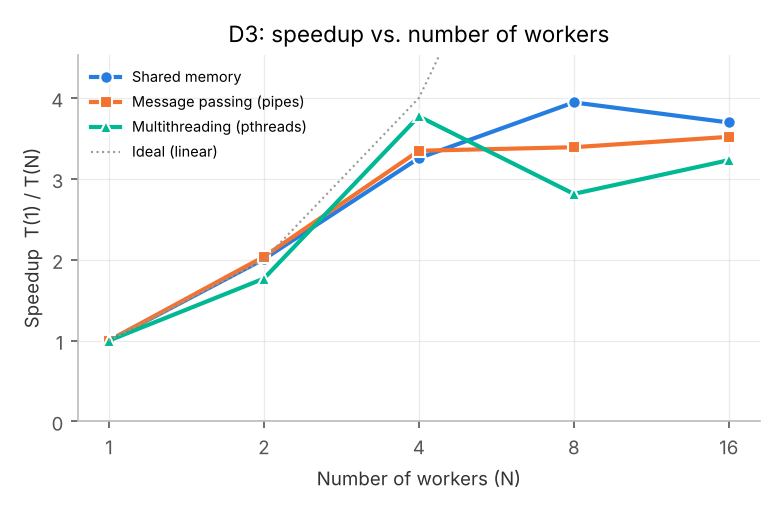 D3: speedup vs. number of workers
Shared memory
Message passing (pipes)
Multithreading (pthreads)
Ideal (linear)
Speedup T(1) / T(N)
4
3
2
1
0
1 2 4 8 16
Number of workers (N)